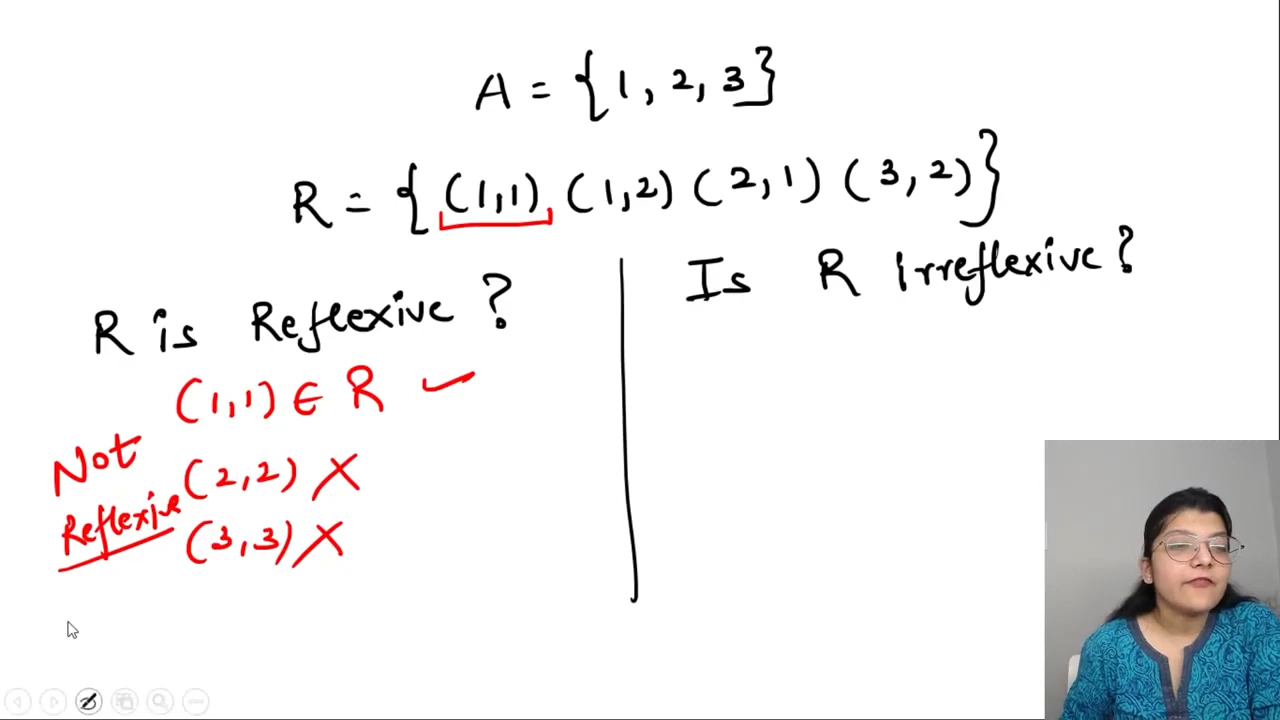 A = {1, 2, 3}
R = {(1,1) (1,2) (2,1) (3,2)}
R is Reflexive?
(1,1) ∈ R ✓
Not
(2,2) X
Reflexive
(3,3) X
Is R irreflexive?